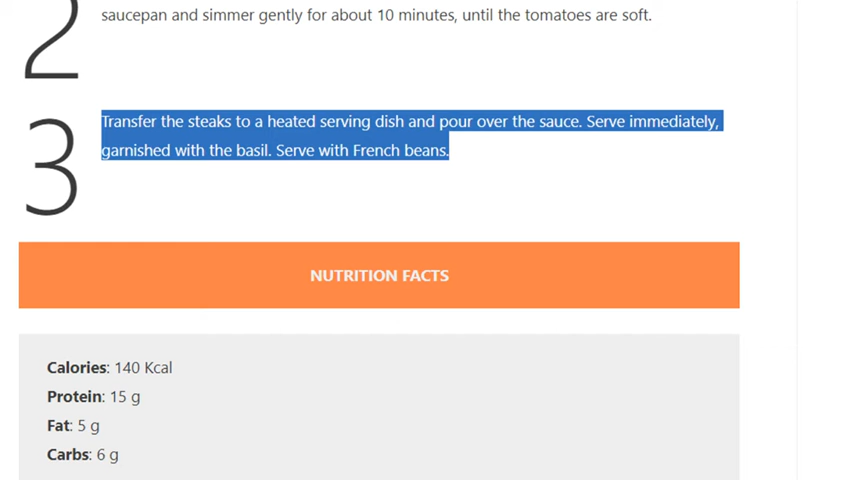 2
saucepan and simmer gently for about 10 minutes, until the tomatoes are soft.
3
Transfer the steaks to a heated serving dish and pour over the sauce. Serve immediately,
garnished with the basil. Serve with French beans.
NUTRITION FACTS
Calories: 140 Kcal
Protein: 15 g
Fat: 5 g
Carbs: 6 g